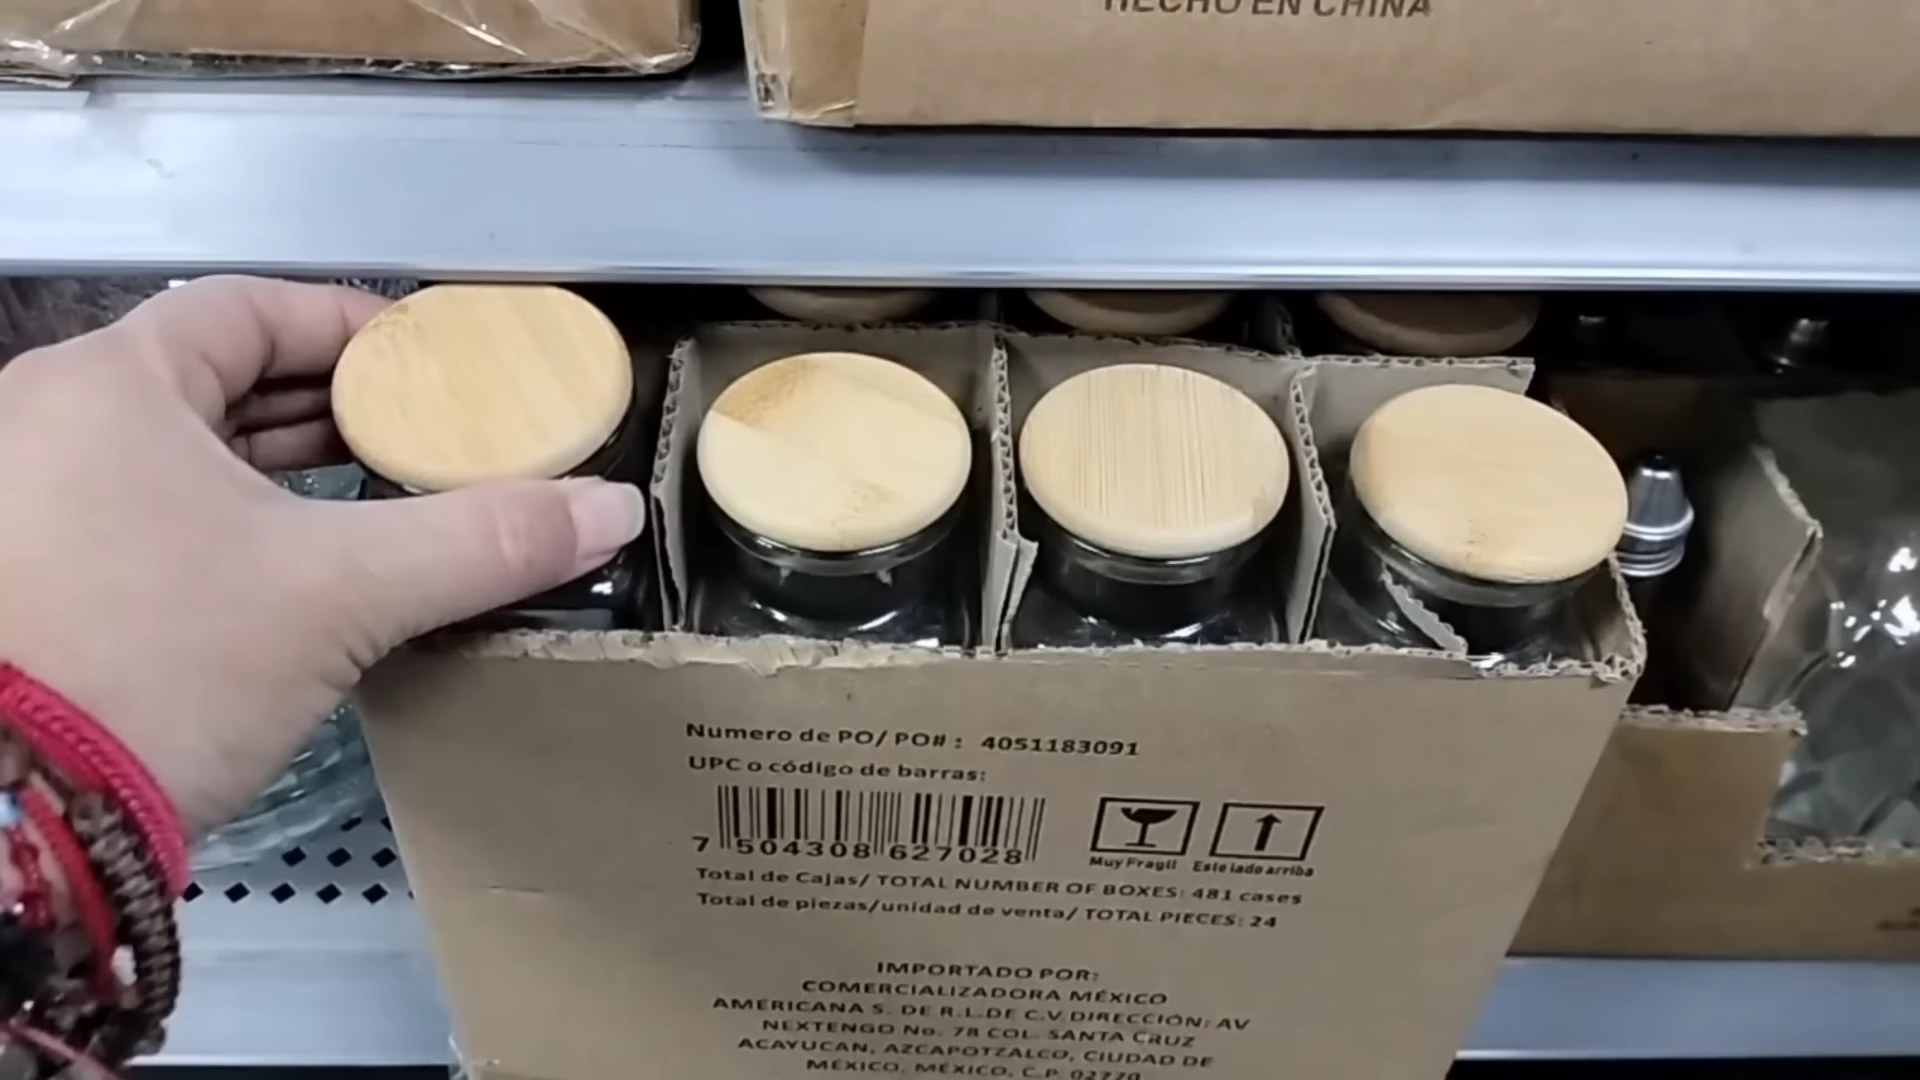 HECHO EN CHINA
Numero de PO/ PO# : 4051183091
UPC o código de barras:
7 504308 627028
Muy Fragil Este lado arriba
Total de Cajas/ TOTAL NUMBER OF BOXES: 481 cases
Total de piezas/unidad de venta/ TOTAL PIECES: 24
IMPORTADO POR:
COMERCIALIZADORA MÉXICO
AMERICANA S. DE R.L.DE C.V.DIRECCIÓN: AV
NEXTENGO No. 78 COL. SANTA CRUZ
ACAYUCAN, AZCAPOTZALCO, CIUDAD DE
MÉXICO, MÉXICO, C.P. 02770